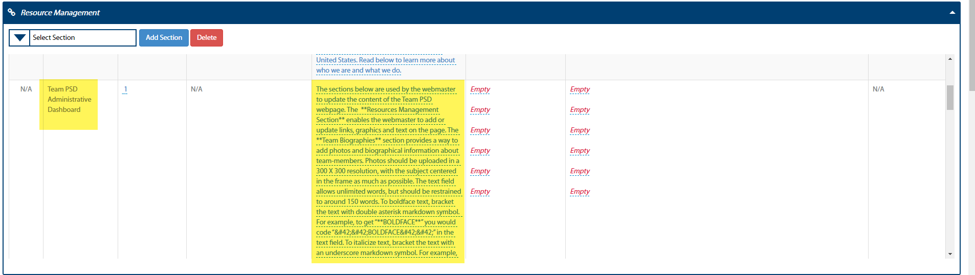 Resource Management
Select Section
Add Section
Delete
United States. Read below to learn more about
who we are and what we do.
N/A
Team PSD
Administrative
Dashboard
1
N/A
The sections below are used by the webmaster
to update the content of the Team PSD
webpage. The **Resources Management
Section** enables the webmaster to add or
update links, graphics and text on the page. The
**Team Biographies** section provides a way to
add photos and biographical information about
team-members. Photos should be uploaded in a
300 X 300 resolution, with the subject centered
in the frame as much as possible. The text field
allows unlimited words, but should be restrained
to around 150 words. To boldface text, bracket
the text with double asterisk markdown symbol.
For example, to get "**BOLDFACE**" you would
code "&#42;&#42;BOLDFACE&#42;&#42;" in the
text field. To italicize text, bracket the text with
an underscore markdown symbol. For example,
Empty
Empty
Empty
Empty
Empty
Empty
Empty
Empty
Empty
Empty
Empty
Empty
N/A